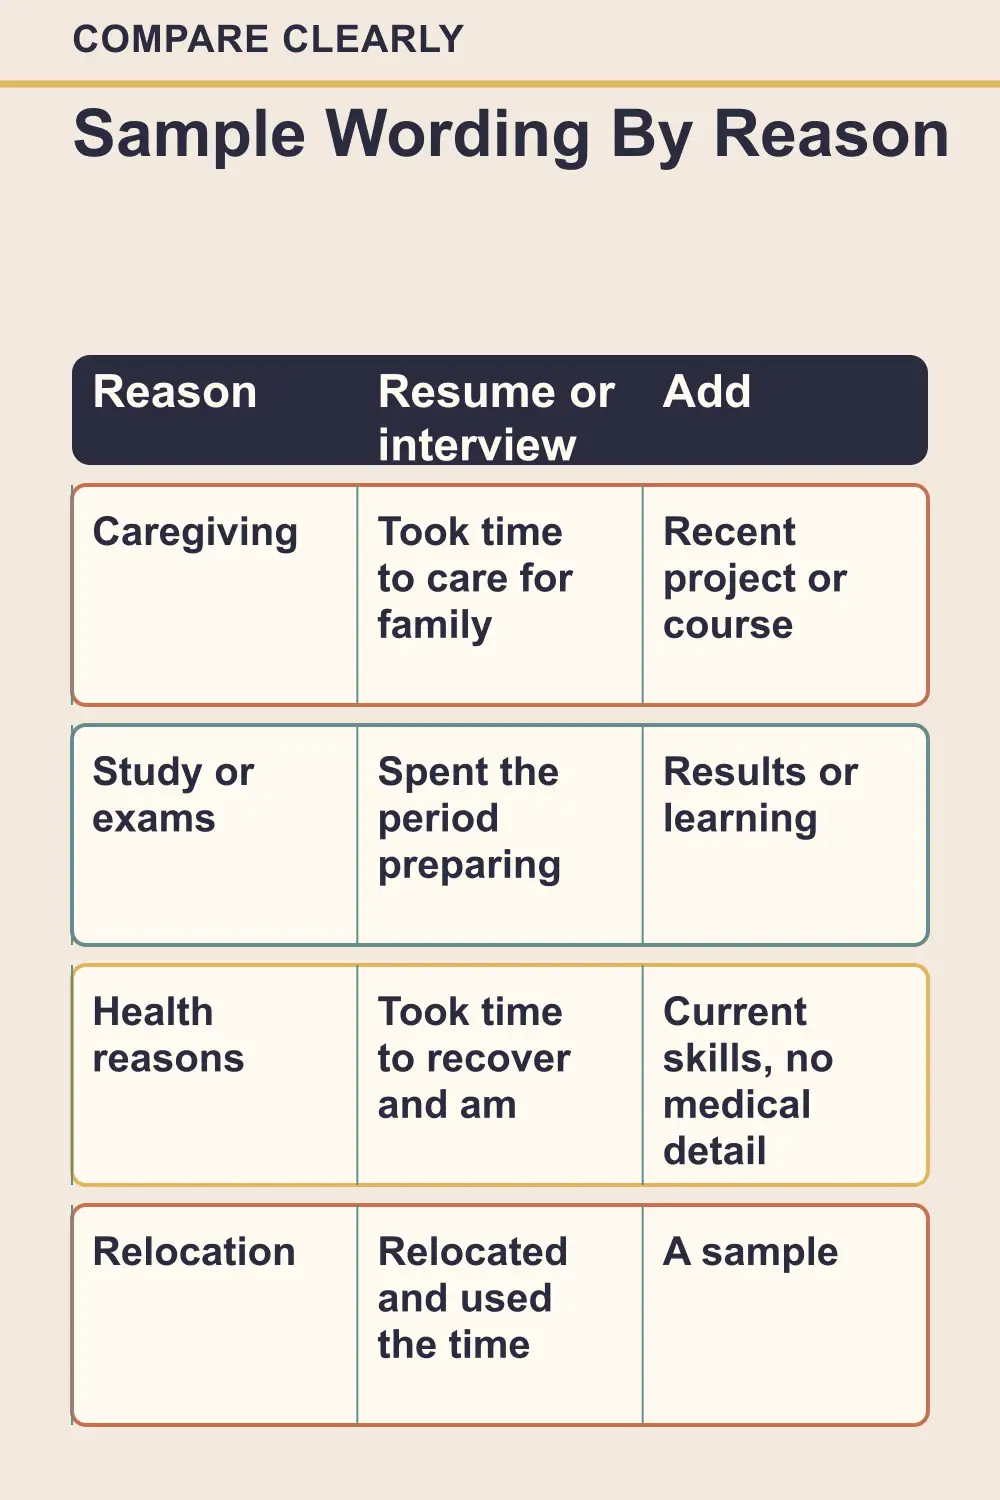 COMPARE CLEARLY
Sample Wording By Reason
Reason
Resume or
interview
Add
Caregiving
Took time
to care for
family
Recent
project or
course
Study or
exams
Spent the
period
preparing
Results or
learning
Health
reasons
Took time
to recover
and am
Current
skills, no
medical
detail
Relocation
Relocated
and used
the time
A sample